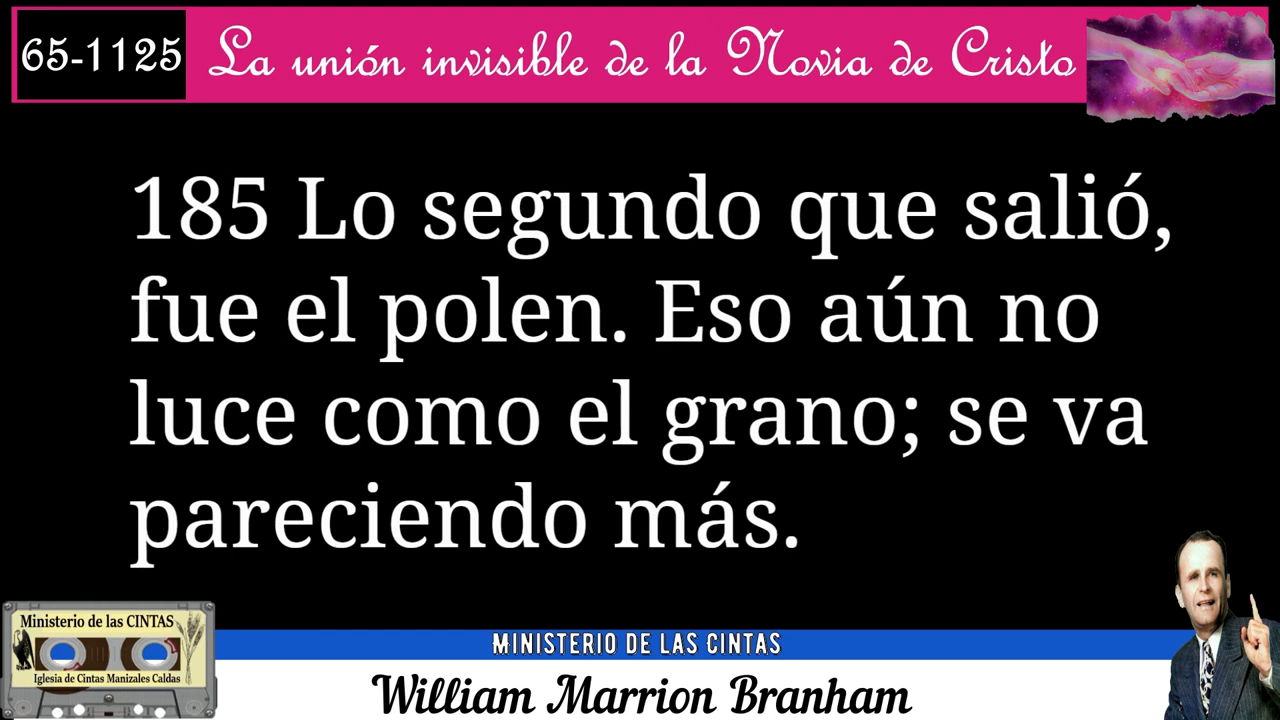 65-1125
La unión invisible de la Novia de Cristo
185 Lo segundo que salió,
fue el polen. Eso aún no
luce como el grano; se va
pareciendo más.
Ministerio de las CINTAS
Iglesia de Cintas Manizales Caldas
MINISTERIO DE LAS CINTAS
William Marrion Branham